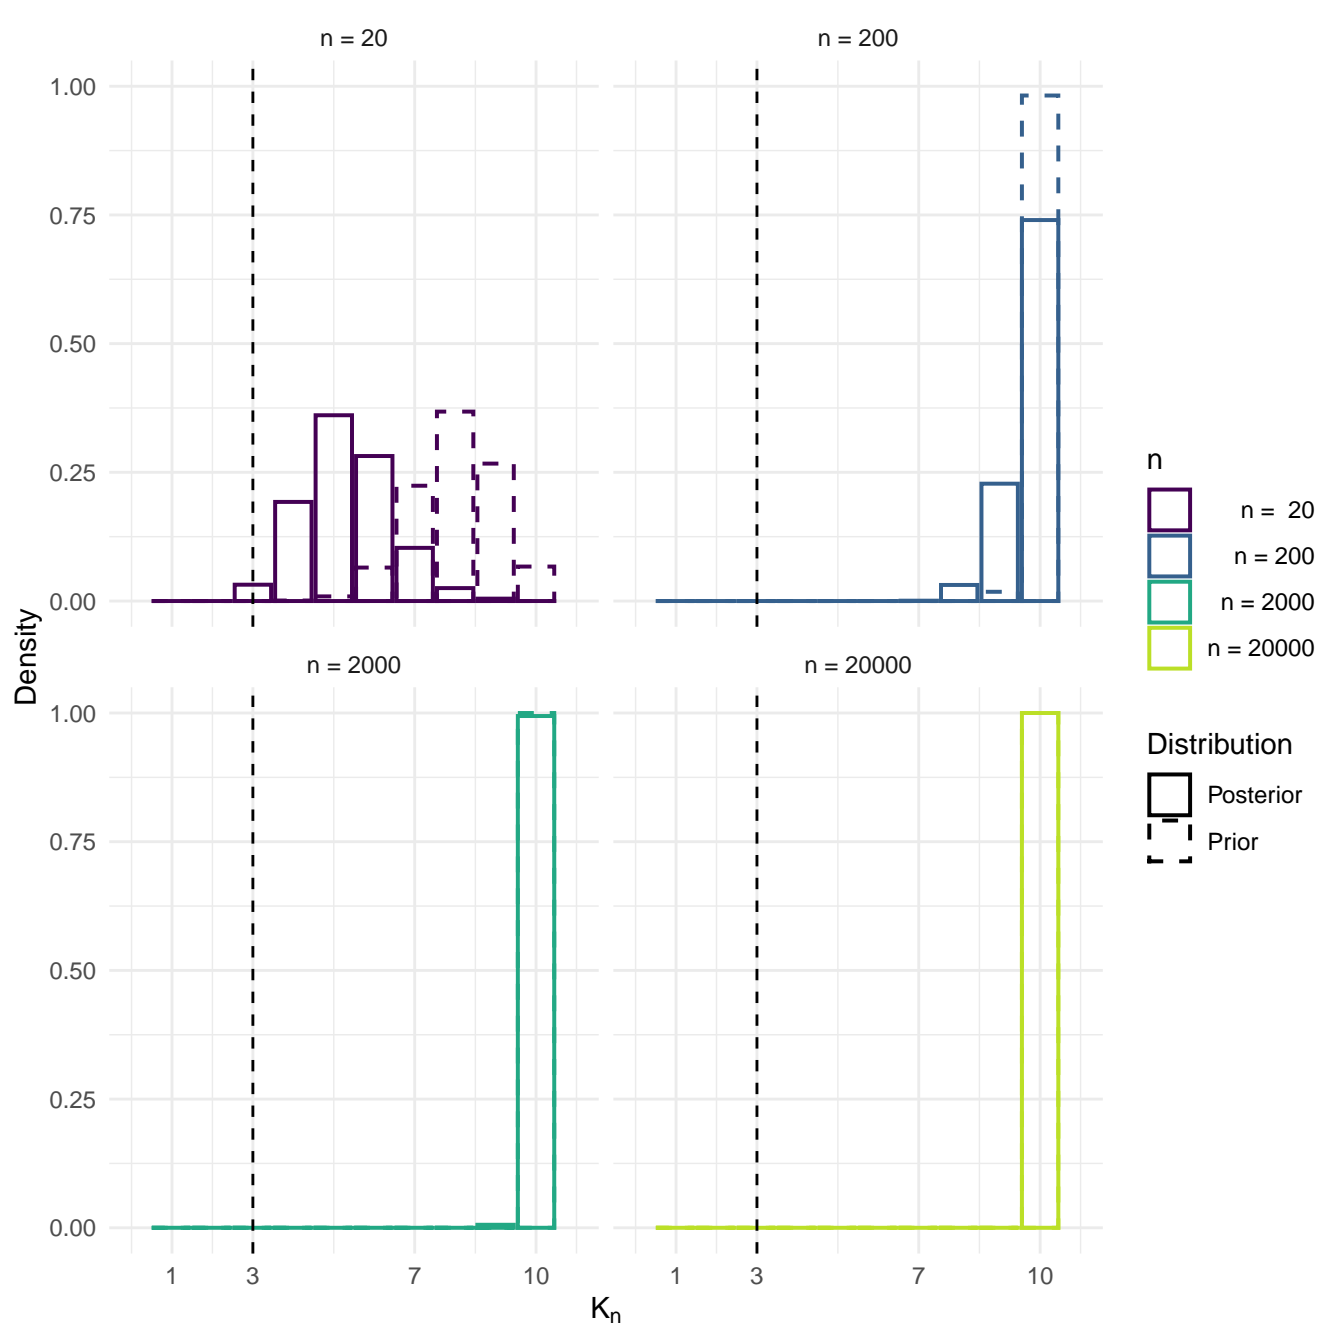 n = 20
n = 200
1.00
0.75
0.50
0.25
0.00
n = 2000
n = 20000
1.00
0.75
0.50
0.25
0.00
1 3 7 10
1 3 7 10
Density
Kn
n
n = 20
n = 200
n = 2000
n = 20000
Distribution
Posterior
Prior